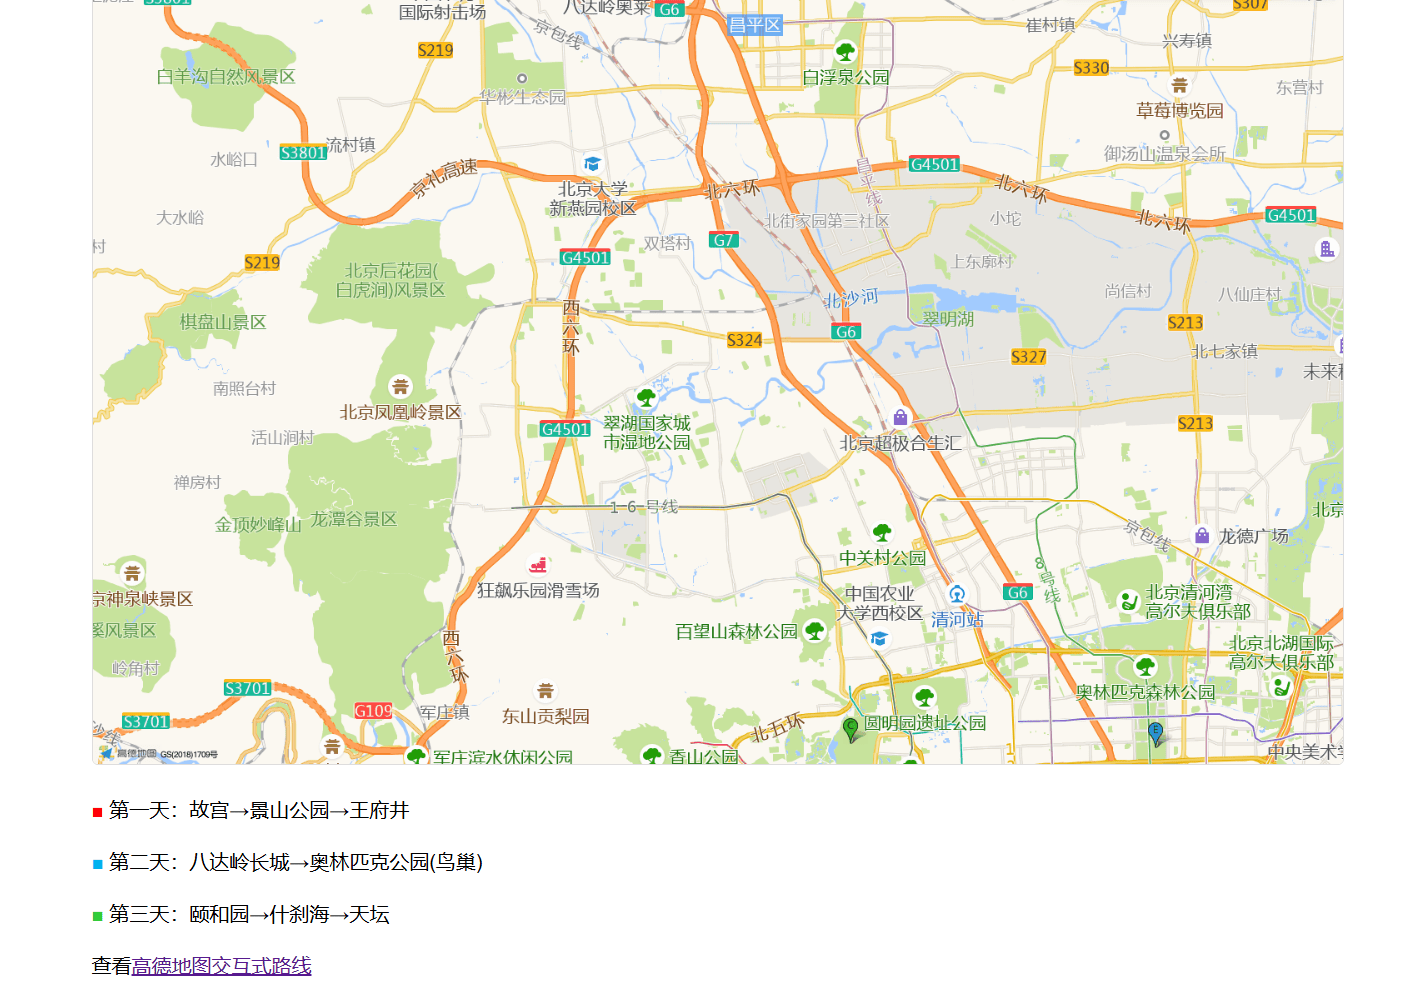 S3801
国际射击场
八达岭奥莱
G6
昌平区
S307
京包线
S219
崔村镇
兴寿镇
S330
白羊沟自然风景区
华彬生态园
白浮泉公园
草莓博览园
东营村
S3801
流村镇
水峪口
御汤山温泉会所
京礼高速
G4501
昌平线
北京大学
新燕园校区
北六环
北六环
北六环
G4501
大水峪
北街家园第三社区
小坨
村
双塔村
G7
S219
G4501
上东廓村
北京后花园(
白虎涧)风景区
尚信村
八仙庄村
北沙河
西六环
翠明湖
棋盘山景区
S324
G6
S213
S327
北七家镇
未来科
南照台村
北京凤凰岭景区
翠湖国家城
市湿地公园
G4501
S213
活山涧村
北京超极合生汇
禅房村
金顶妙峰山
龙潭谷景区
16号线
北京
京包线
龙德广场
中关村公园
8号线
狂飙乐园滑雪场
中国农业
大学西校区
G6
北京清河湾
高尔夫俱乐部
京神泉峡景区
清河站
溪风景区
百望山森林公园
西六环
北京北湖国际
高尔夫俱乐部
岭角村
S3701
奥林匹克森林公园
G109
军庄镇
东山贡梨园
S3701
北五环
C
圆明园遗址公园
E
高德地图 GS(2018)1709号
军庄滨水休闲公园
香山公园
中央美术学
第一天：故宫→景山公园→王府井
第二天：八达岭长城→奥林匹克公园(鸟巢)
第三天：颐和园→什刹海→天坛
查看高德地图交互式路线